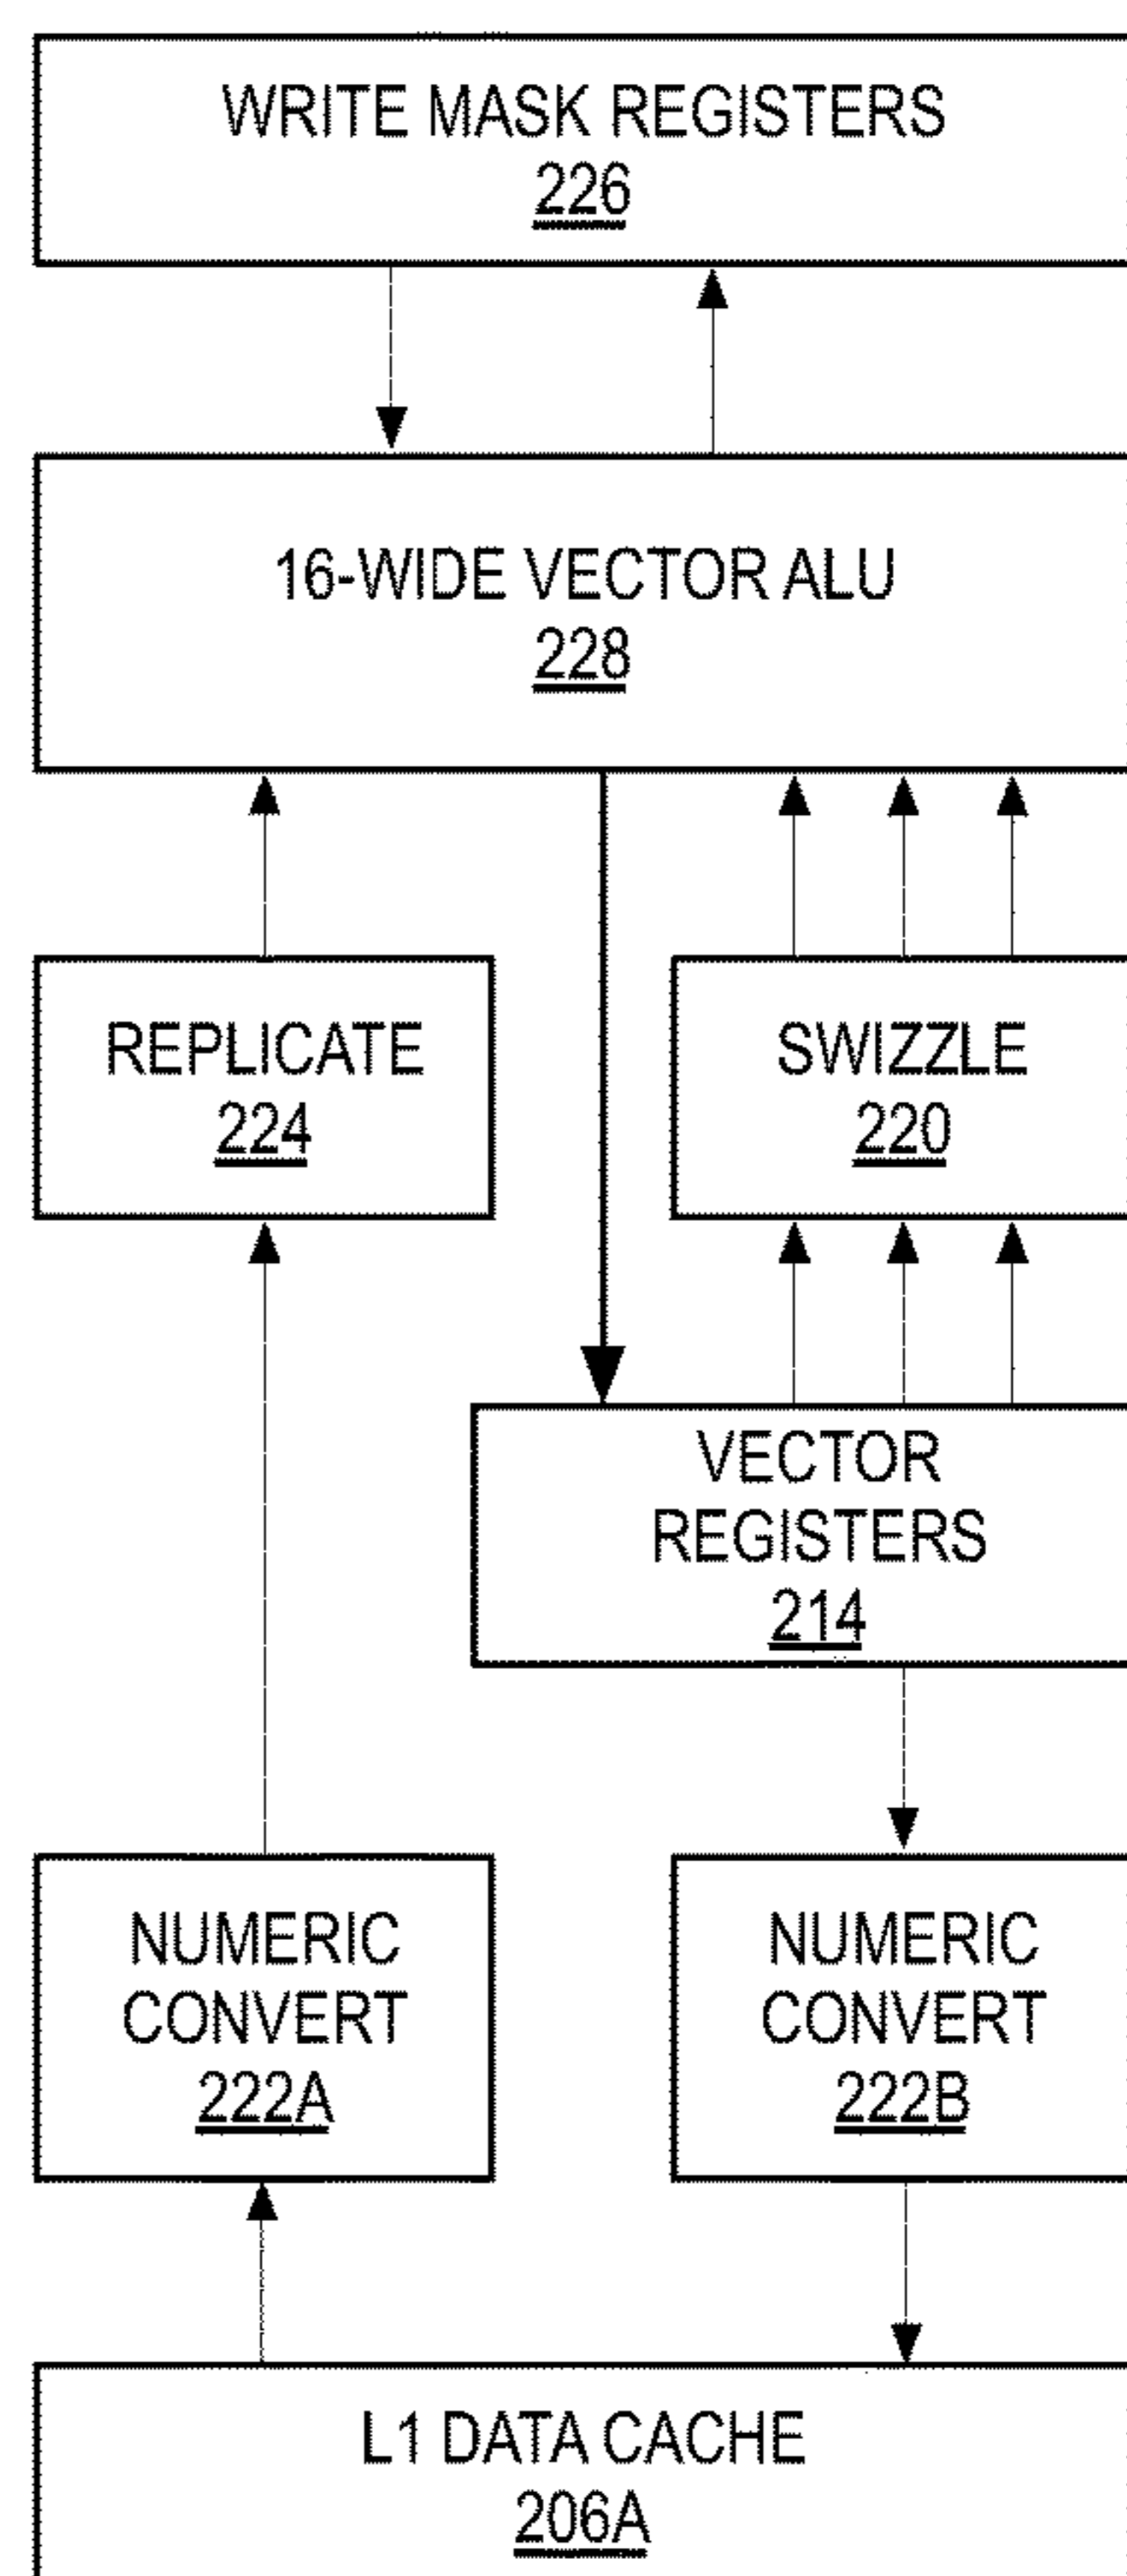 WRITE MASK REGISTERS
226
16-WIDE VECTOR ALU
228
REPLICATE
224
SWIZZLE
220
VECTOR
REGISTERS
214
NUMERIC
CONVERT
222A
NUMERIC
CONVERT
222B
L1 DATA CACHE
206A